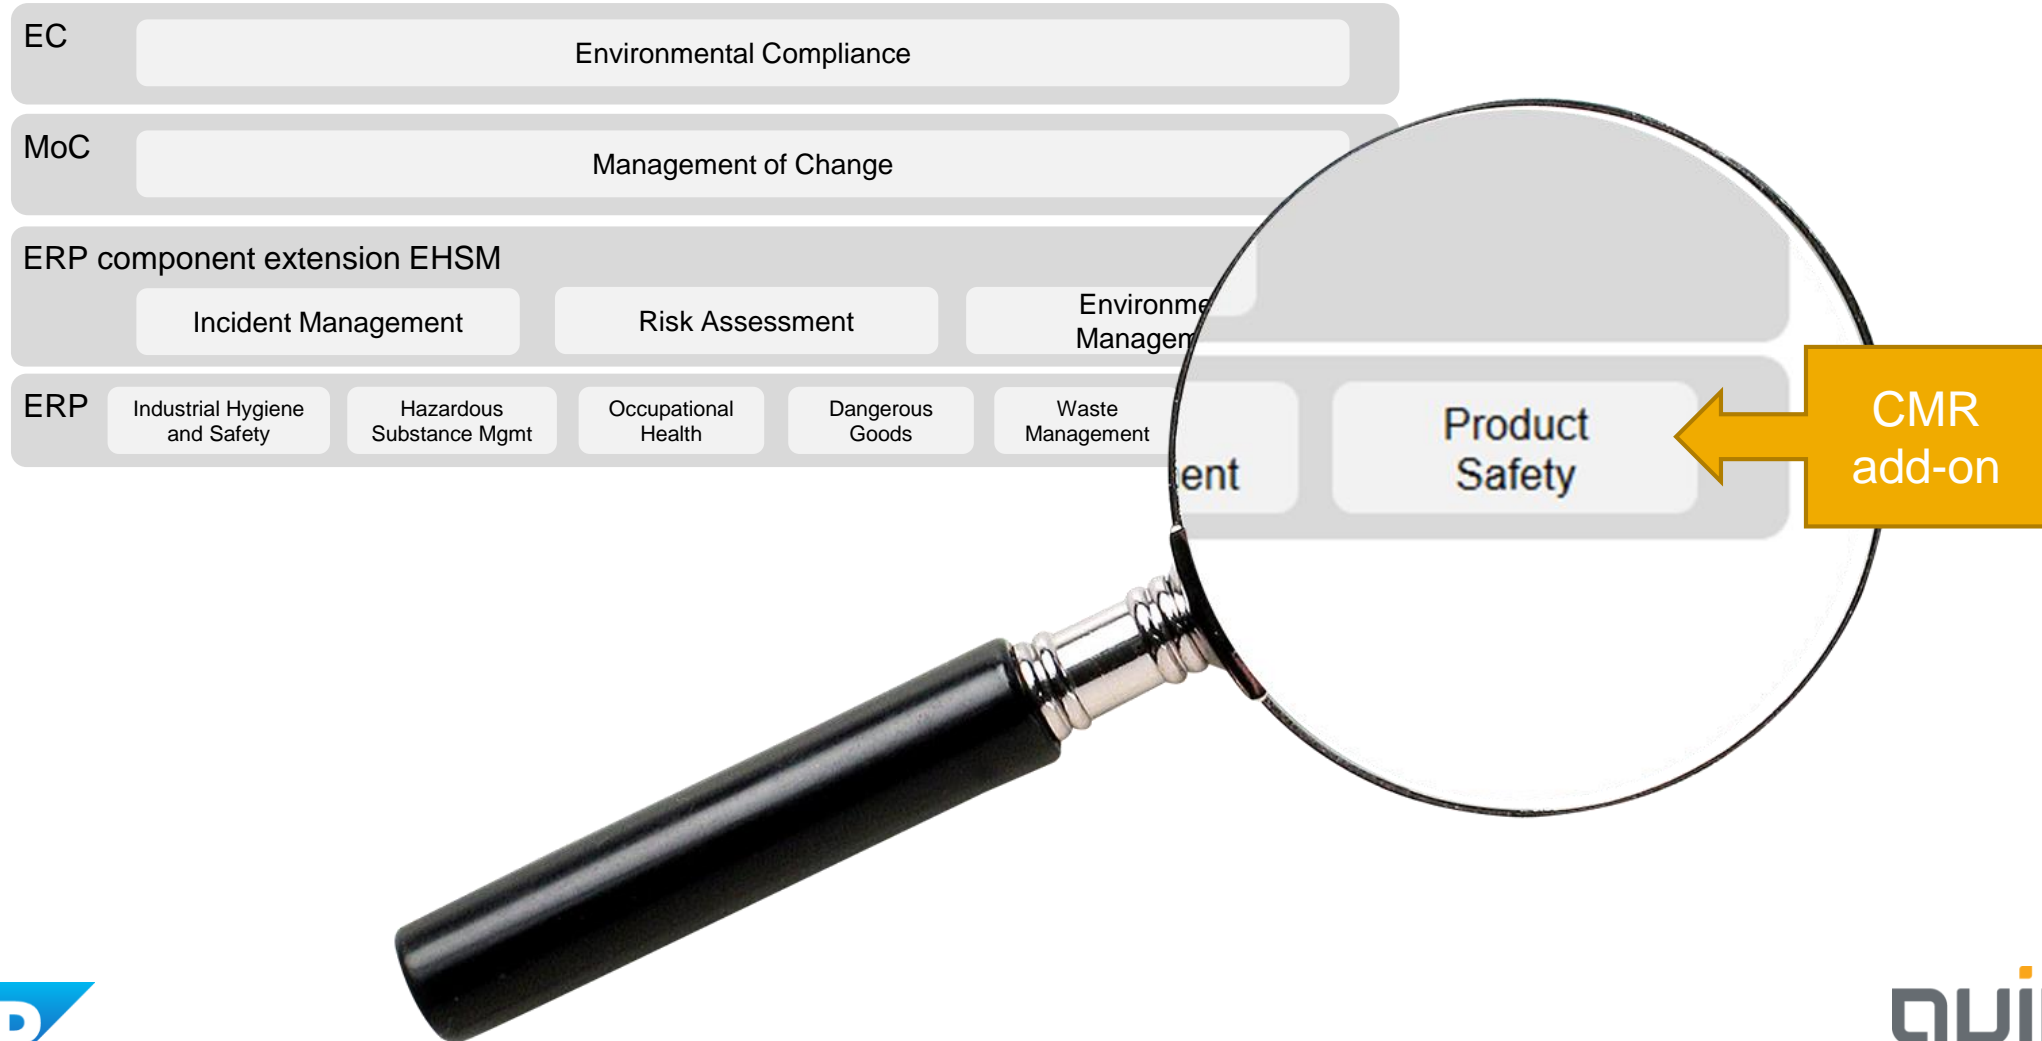 EC
Environmental Compliance
MoC
Management of Change
ERP component extension EHSM
Incident Management
Risk Assessment
Environme
Managem
ERP
Industrial Hygiene
and Safety
Hazardous
Substance Mgmt
Occupational
Health
Dangerous
Goods
Waste
Management
ent
Product
Safety
CMR
add-on